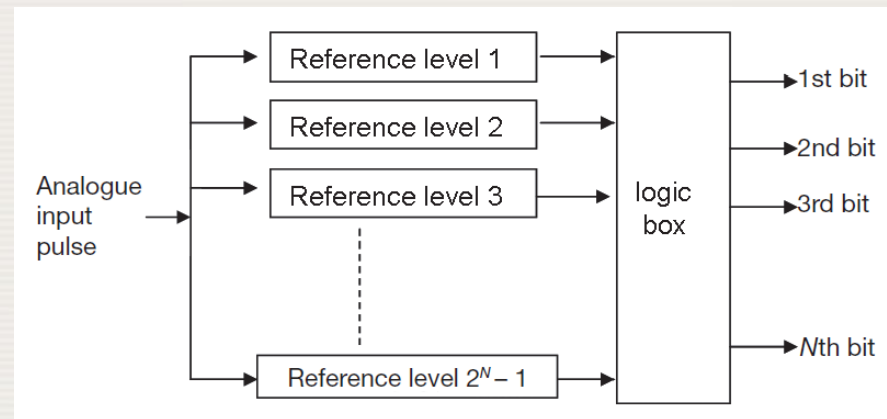 Reference level 1
Reference level 2
Reference level 3
Reference level 2ᴺ – 1
Analogue
input
pulse
logic
box
1st bit
2nd bit
3rd bit
Nth bit